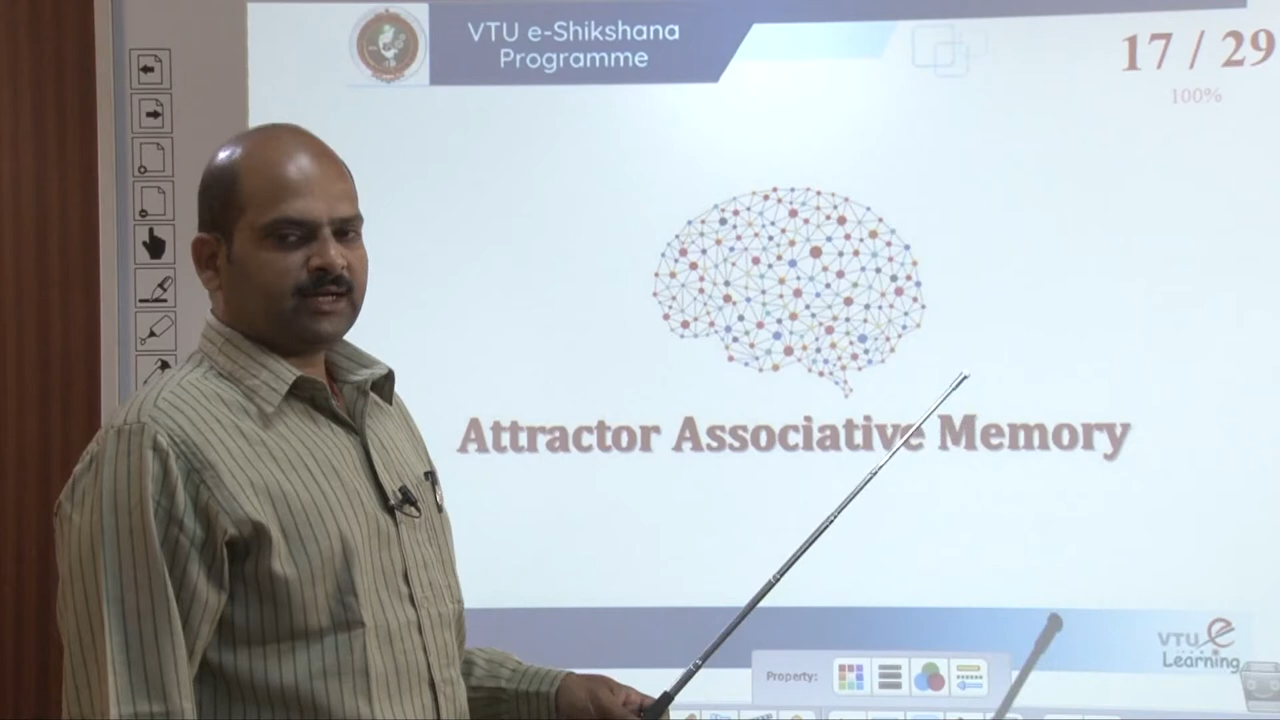 VTU e-Shikshana
Programme
17 / 29
100%
Attractor Associative Memory
VTU e
Learning
Property: